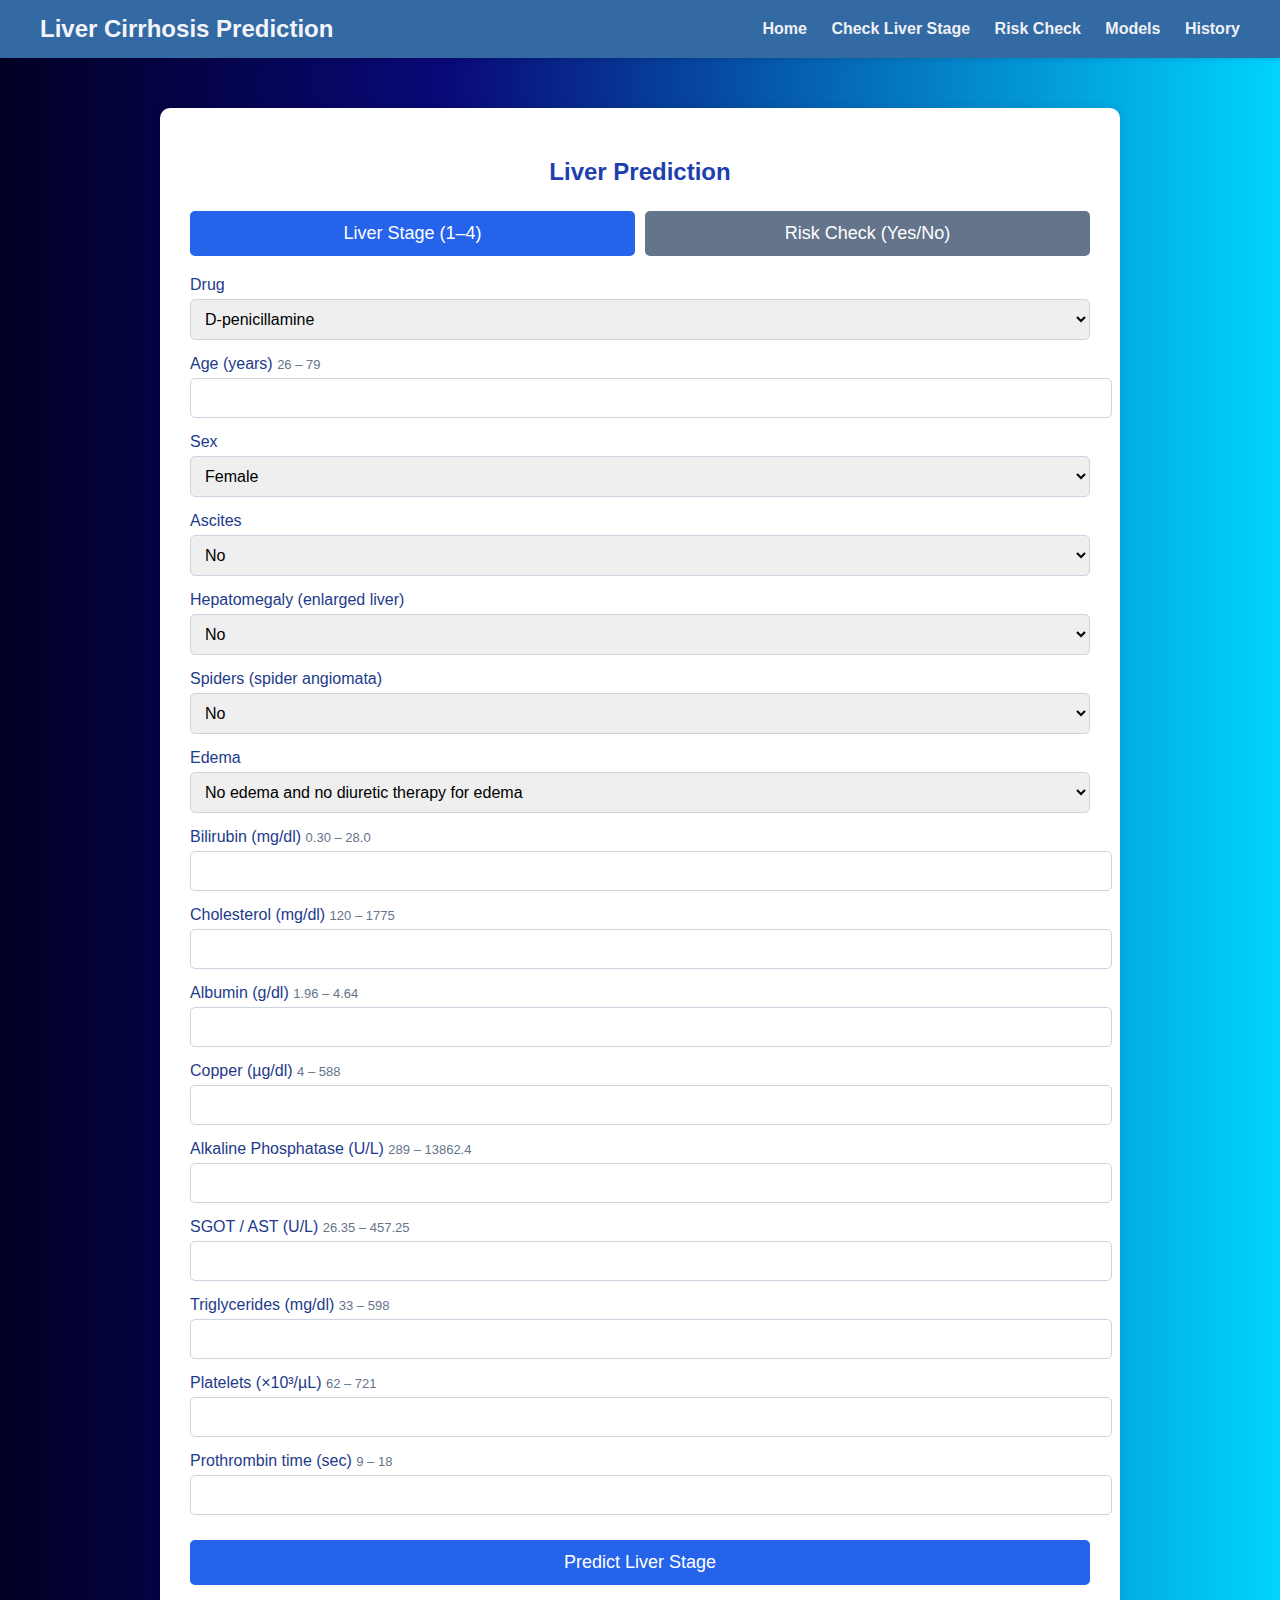 Liver Cirrhosis Prediction
Home Check Liver Stage Risk Check Models History
Liver Prediction
Liver Stage (1–4) Risk Check (Yes/No)
Drug
D-penicillamine
Age (years) 26 – 79
Sex
Female
Ascites
No
Hepatomegaly (enlarged liver)
No
Spiders (spider angiomata)
No
Edema
No edema and no diuretic therapy for edema
Bilirubin (mg/dl) 0.30 – 28.0
Cholesterol (mg/dl) 120 – 1775
Albumin (g/dl) 1.96 – 4.64
Copper (µg/dl) 4 – 588
Alkaline Phosphatase (U/L) 289 – 13862.4
SGOT / AST (U/L) 26.35 – 457.25
Triglycerides (mg/dl) 33 – 598
Platelets (×10³/µL) 62 – 721
Prothrombin time (sec) 9 – 18
Predict Liver Stage